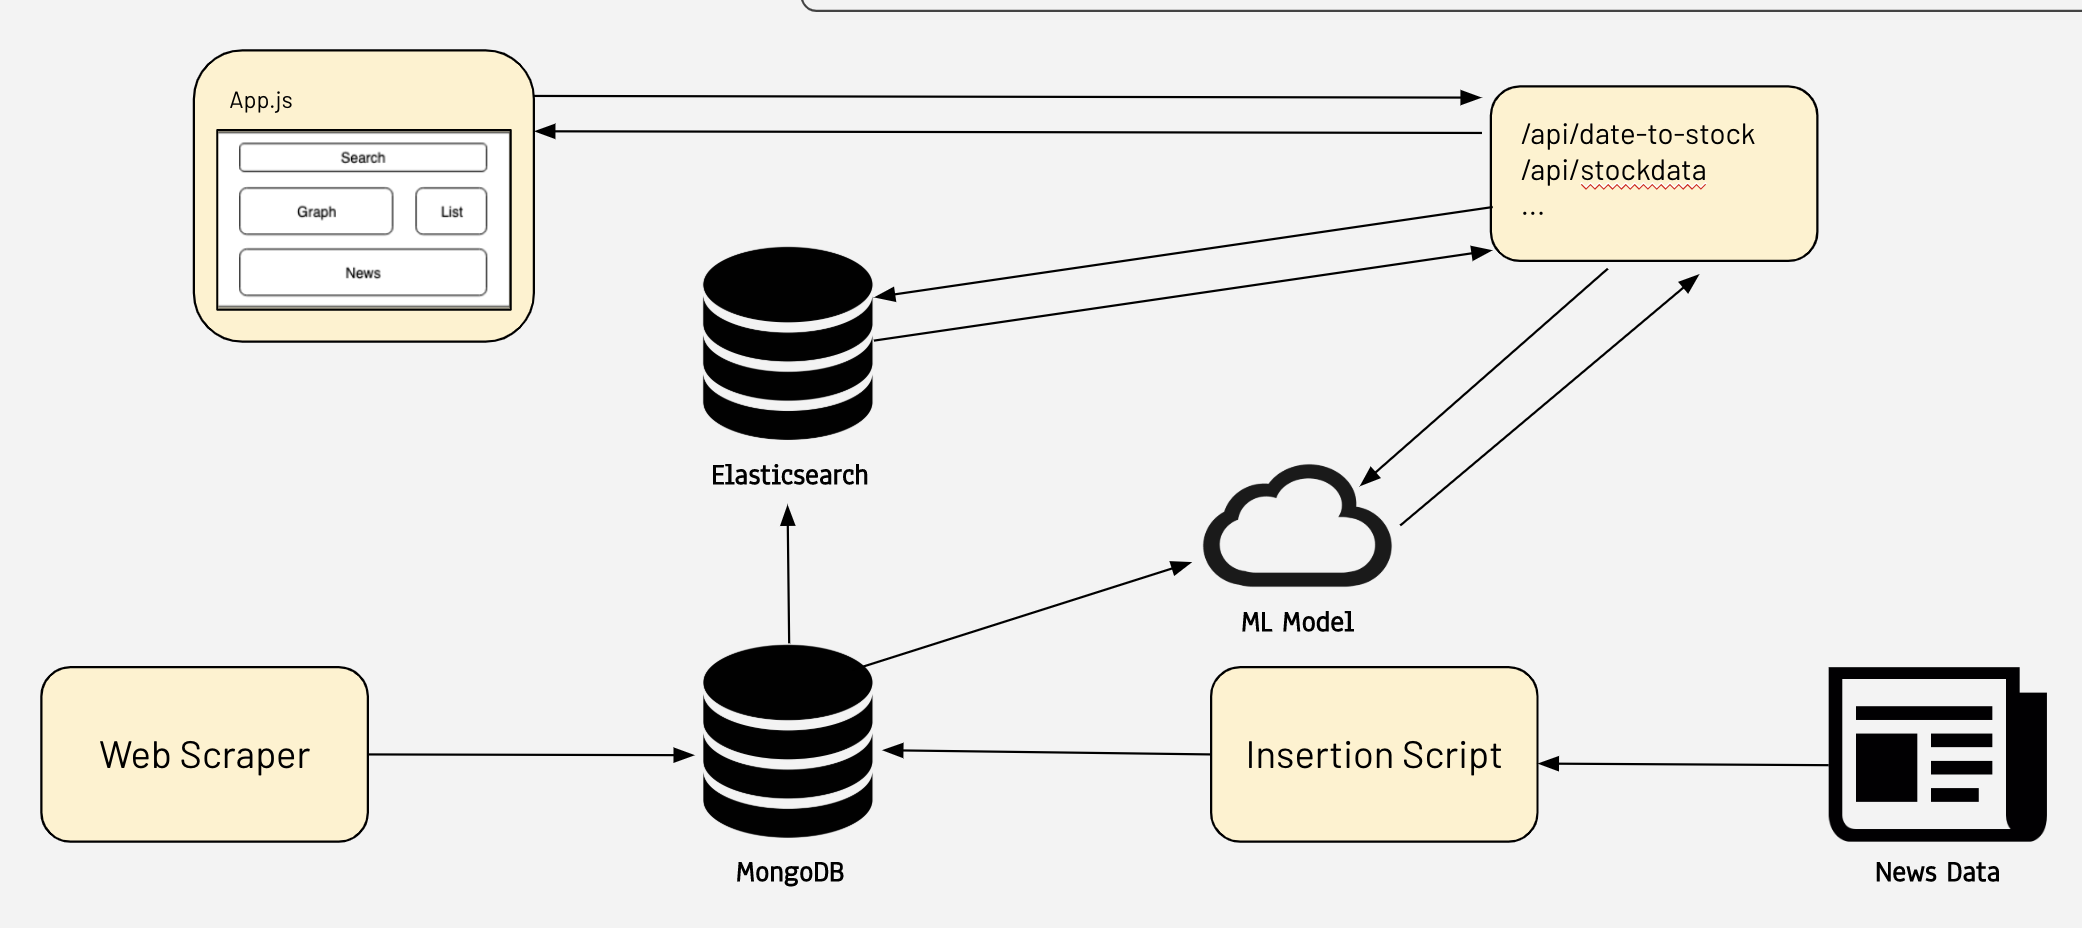 App.js
Search
Graph
List
News
/api/date-to-stock
/api/stockdata
...
Elasticsearch
ML Model
Web Scraper
Insertion Script
MongoDB
News Data